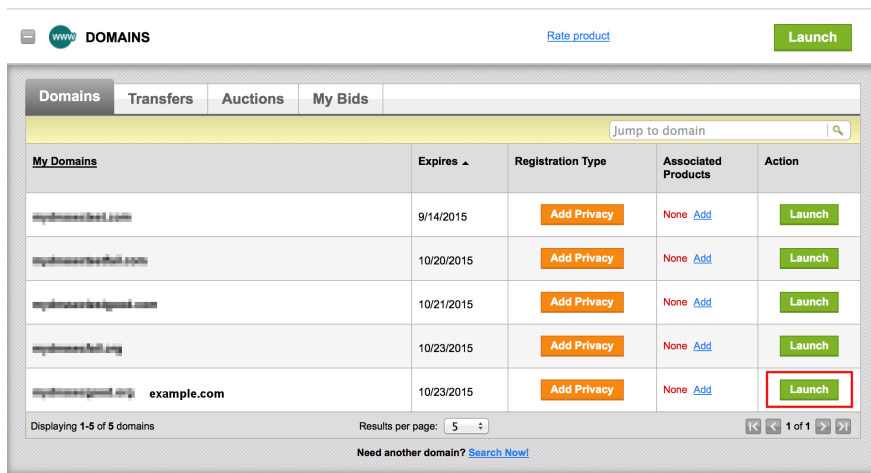 www DOMAINS Rate product Launch
Domains Transfers Auctions My Bids
Jump to domain
My Domains Expires Registration Type Associated Products Action
9/14/2015 Add Privacy None Add Launch
10/20/2015 Add Privacy None Add Launch
10/21/2015 Add Privacy None Add Launch
10/23/2015 Add Privacy None Add Launch
example.com 10/23/2015 Add Privacy None Add Launch
Displaying 1-5 of 5 domains Results per page: 5 1 of 1
Need another domain? Search Now!